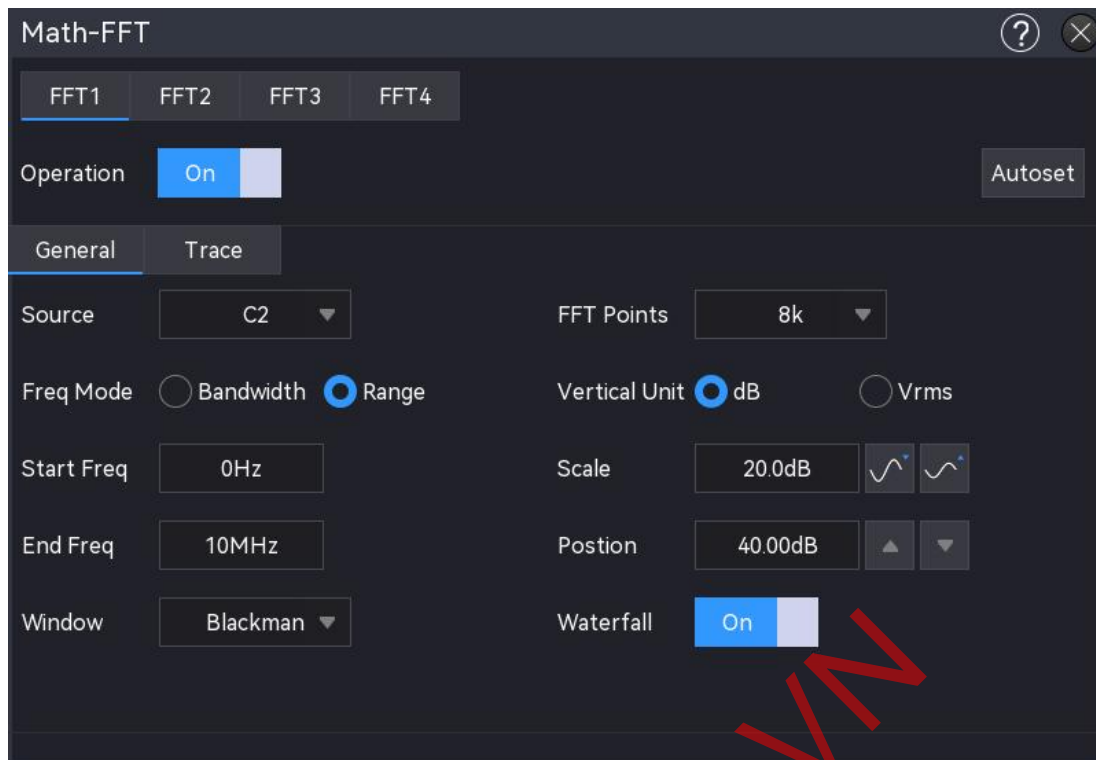 Math-FFT ?
FFT1 FFT2 FFT3 FFT4
Operation On Autoset
General Trace
Source C2 FFT Points 8k
Freq Mode Bandwidth Range Vertical Unit dB Vrms
Start Freq 0Hz Scale 20.0dB
End Freq 10MHz Postion 40.00dB
Window Blackman Waterfall On
VN